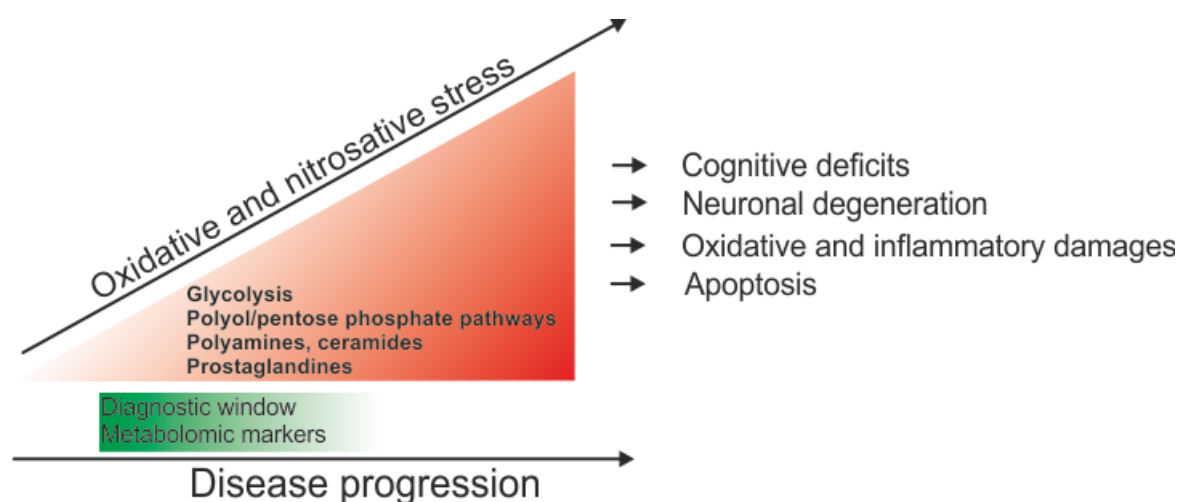 Oxidative and nitrosative stress
Glycolysis
Polyol/pentose phosphate pathways
Polyamines, ceramides
Prostaglandines
Diagnostic window
Metabolomic markers
Disease progression
Cognitive deficits
Neuronal degeneration
Oxidative and inflammatory damages
Apoptosis